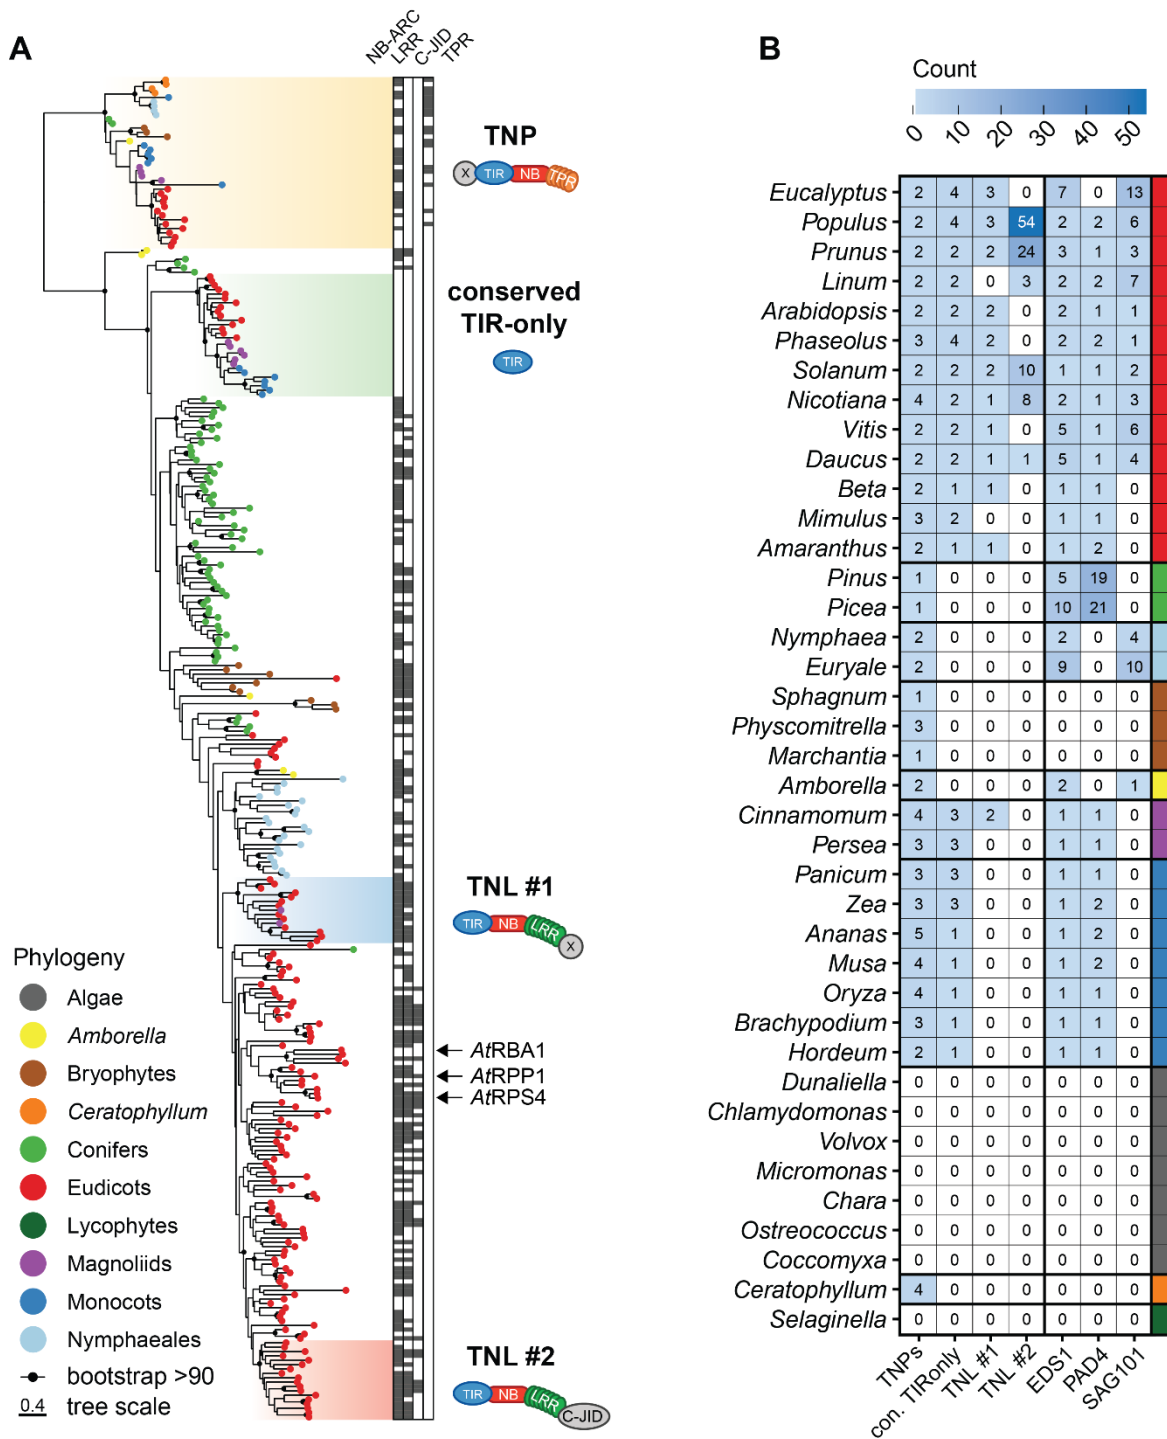 A
NB-ARC
LRR
C-JID
TPR
TNP
X TIR NB TPR
conserved
TIR-only
TIR
TNL #1
TIR NB LRR X
AtRBA1
AtRPP1
AtRPS4
TNL #2
TIR NB LRR C-JID
Phylogeny
Algae
Amborella
Bryophytes
Ceratophyllum
Conifers
Eudicots
Lycophytes
Magnoliids
Monocots
Nymphaeales
bootstrap >90
0.4 tree scale
B
Count
0 10 20 30 40 50
Eucalyptus 2 4 3 0 7 0 13
Populus 2 4 3 54 2 2 6
Prunus 2 2 2 24 3 1 3
Linum 2 2 0 3 2 2 7
Arabidopsis 2 2 2 0 2 1 1
Phaseolus 3 4 2 0 2 2 1
Solanum 2 2 2 10 1 1 2
Nicotiana 4 2 1 8 2 1 3
Vitis 2 2 1 0 5 1 6
Daucus 2 2 1 1 5 1 4
Beta 2 1 1 0 1 1 0
Mimulus 3 2 0 0 1 1 0
Amaranthus 2 1 1 0 1 2 0
Pinus 1 0 0 0 5 19 0
Picea 1 0 0 0 10 21 0
Nymphaea 2 0 0 0 2 0 4
Euryale 2 0 0 0 9 0 10
Sphagnum 1 0 0 0 0 0 0
Physcomitrella 3 0 0 0 0 0 0
Marchantia 1 0 0 0 0 0 0
Amborella 2 0 0 0 2 0 1
Cinnamomum 4 3 2 0 1 1 0
Persea 3 3 0 0 1 1 0
Panicum 3 3 0 0 1 1 0
Zea 3 3 0 0 1 2 0
Ananas 5 1 0 0 1 2 0
Musa 4 1 0 0 1 2 0
Oryza 4 1 0 0 1 1 0
Brachypodium 3 1 0 0 1 1 0
Hordeum 2 1 0 0 1 1 0
Dunaliella 0 0 0 0 0 0 0
Chlamydomonas 0 0 0 0 0 0 0
Volvox 0 0 0 0 0 0 0
Micromonas 0 0 0 0 0 0 0
Chara 0 0 0 0 0 0 0
Ostreococcus 0 0 0 0 0 0 0
Coccomyxa 0 0 0 0 0 0 0
Ceratophyllum 4 0 0 0 0 0 0
Selaginella 0 0 0 0 0 0 0
TNPs
con. TIRonly
TNL #1
TNL #2
EDS1
PAD4
SAG101